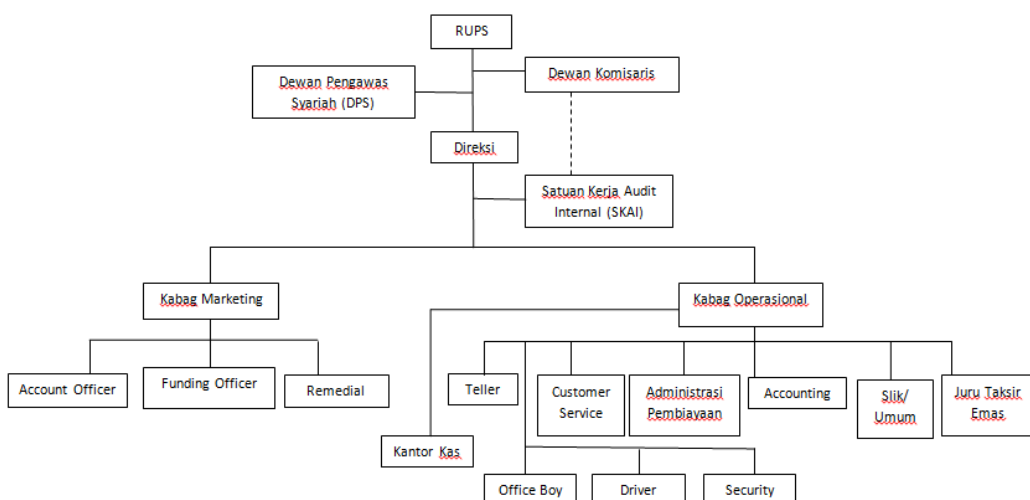 RUPS
Dewan Komisaris
Dewan Pengawas
Syariah (DPS)
Direksi
Satuan Kerja Audit
Internal (SKAI)
Kabag Marketing
Kabag Operasional
Account Officer
Funding Officer
Remedial
Teller
Customer
Service
Administrasi
Pembiayaan
Accounting
Slik/
Umum
Juru Taksir
Emas
Kantor Kas
Office Boy
Driver
Security